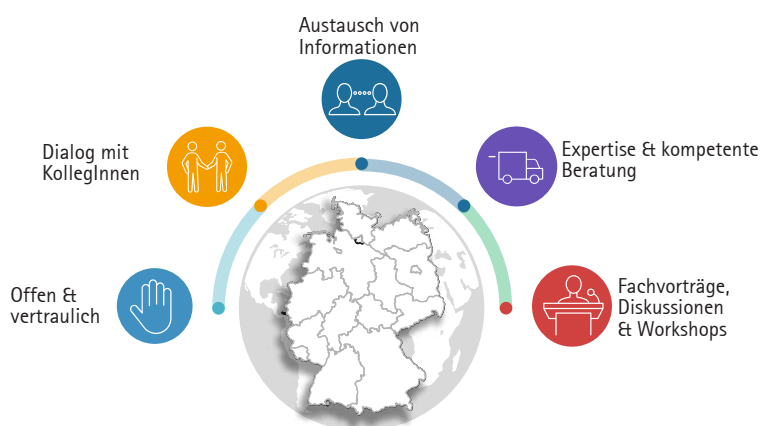 Austausch von
Informationen
Dialog mit
KollegInnen
Expertise & kompetente
Beratung
Offen &
vertraulich
Fachvorträge,
Diskussionen
& Workshops